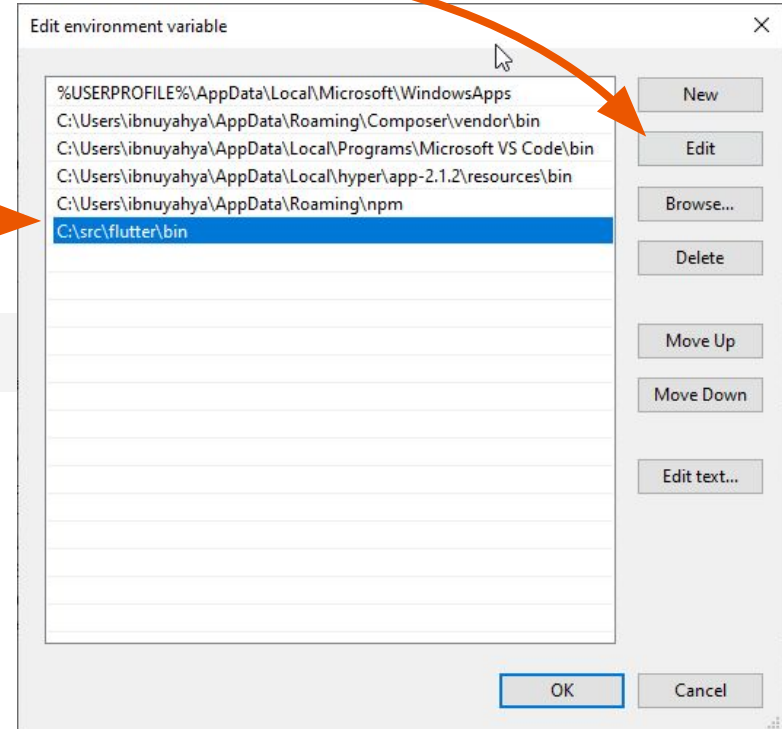 Edit environment variable
%USERPROFILE%\AppData\Local\Microsoft\WindowsApps
C:\Users\ibnuyahya\AppData\Roaming\Composer\vendor\bin
C:\Users\ibnuyahya\AppData\Local\Programs\Microsoft VS Code\bin
C:\Users\ibnuyahya\AppData\Local\hyper\app-2.1.2\resources\bin
C:\Users\ibnuyahya\AppData\Roaming\npm
C:\src\flutter\bin
New
Edit
Browse...
Delete
Move Up
Move Down
Edit text...
OK
Cancel